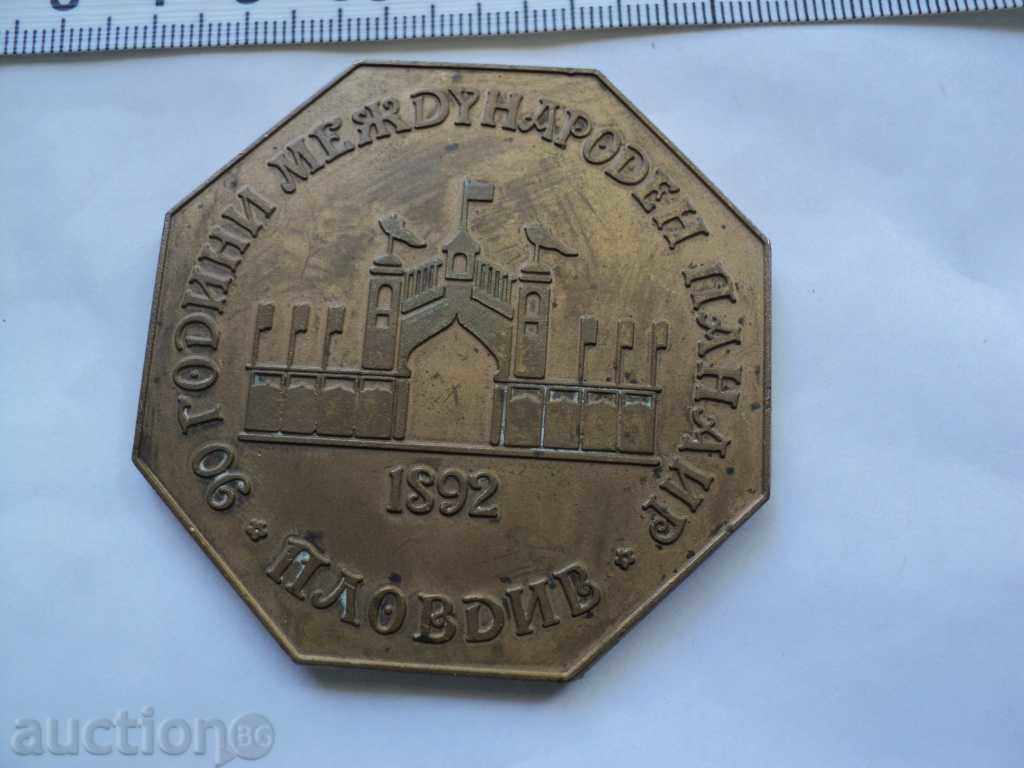 90 ГОДИНИ МЕЖДУНАРОДЕН ПАНАИР
1892
* ПЛОВДИВ *
auction BG